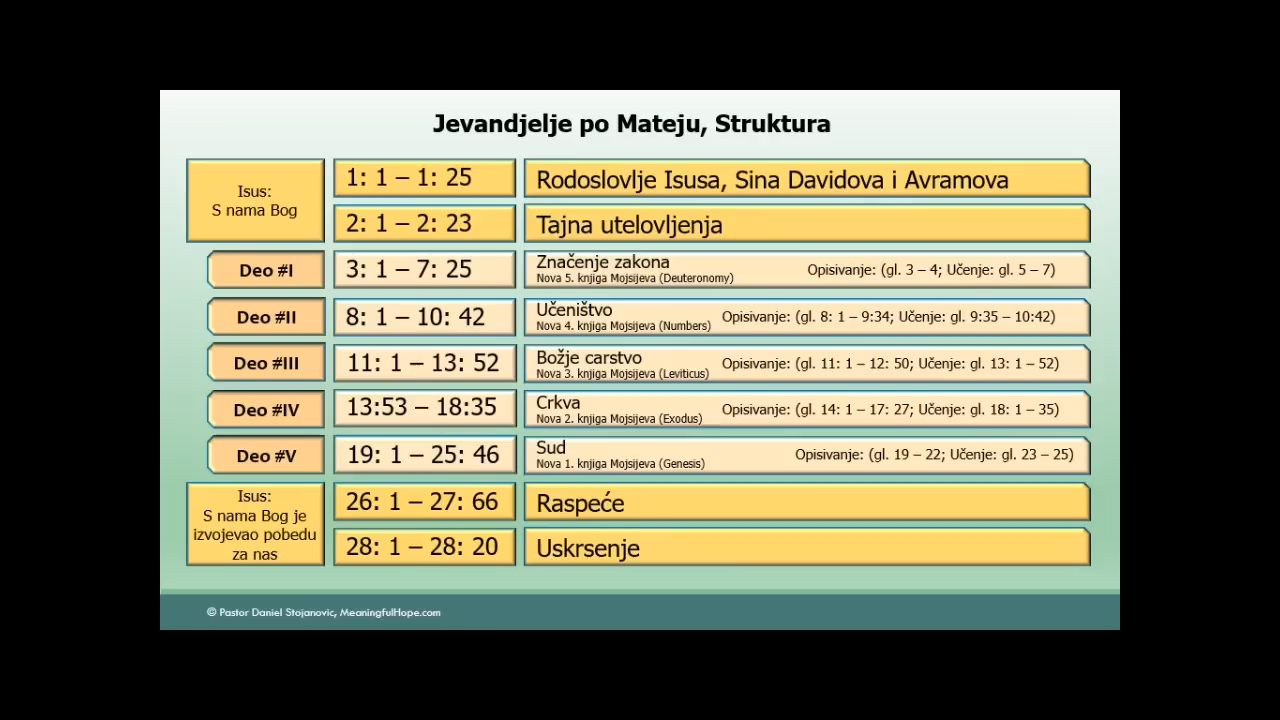 Jevandjelje po Mateju, Struktura
Isus:
S nama Bog
1: 1 – 1: 25
Rodoslovlje Isusa, Sina Davidova i Avramova
2: 1 – 2: 23
Tajna utelovljenja
Deo #I
3: 1 – 7: 25
Značenje zakona
Nova 5. knjiga Mojsijeva (Deuteronomy)
Opisivanje: (gl. 3 – 4; Učenje: gl. 5 – 7)
Deo #II
8: 1 – 10: 42
Učeništvo
Nova 4. knjiga Mojsijeva (Numbers)
Opisivanje: (gl. 8: 1 – 9:34; Učenje: gl. 9:35 – 10:42)
Deo #III
11: 1 – 13: 52
Božje carstvo
Nova 3. knjiga Mojsijeva (Leviticus)
Opisivanje: (gl. 11: 1 – 12: 50; Učenje: gl. 13: 1 – 52)
Deo #IV
13:53 – 18:35
Crkva
Nova 2. knjiga Mojsijeva (Exodus)
Opisivanje: (gl. 14: 1 – 17: 27; Učenje: gl. 18: 1 – 35)
Deo #V
19: 1 – 25: 46
Sud
Nova 1. knjiga Mojsijeva (Genesis)
Opisivanje: (gl. 19 – 22; Učenje: gl. 23 – 25)
Isus:
S nama Bog je
izvojevao pobedu
za nas
26: 1 – 27: 66
Raspeće
28: 1 – 28: 20
Uskrsenje
© Pastor Daniel Stojanovic, MeaningfulHope.com